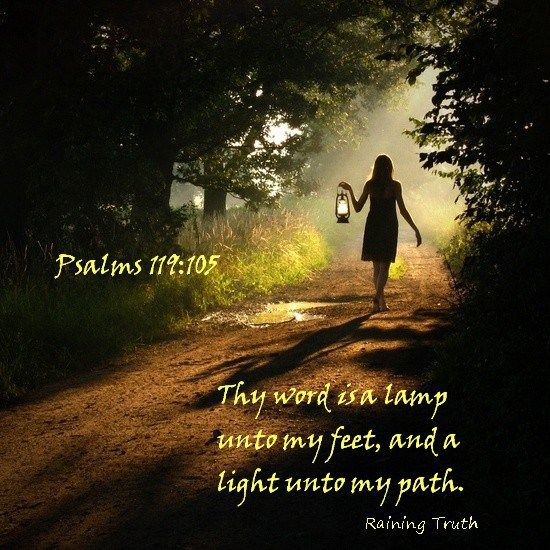 Psalms 119:105
Thy word is a lamp
unto my feet, and a
light unto my path.
Raining Truth